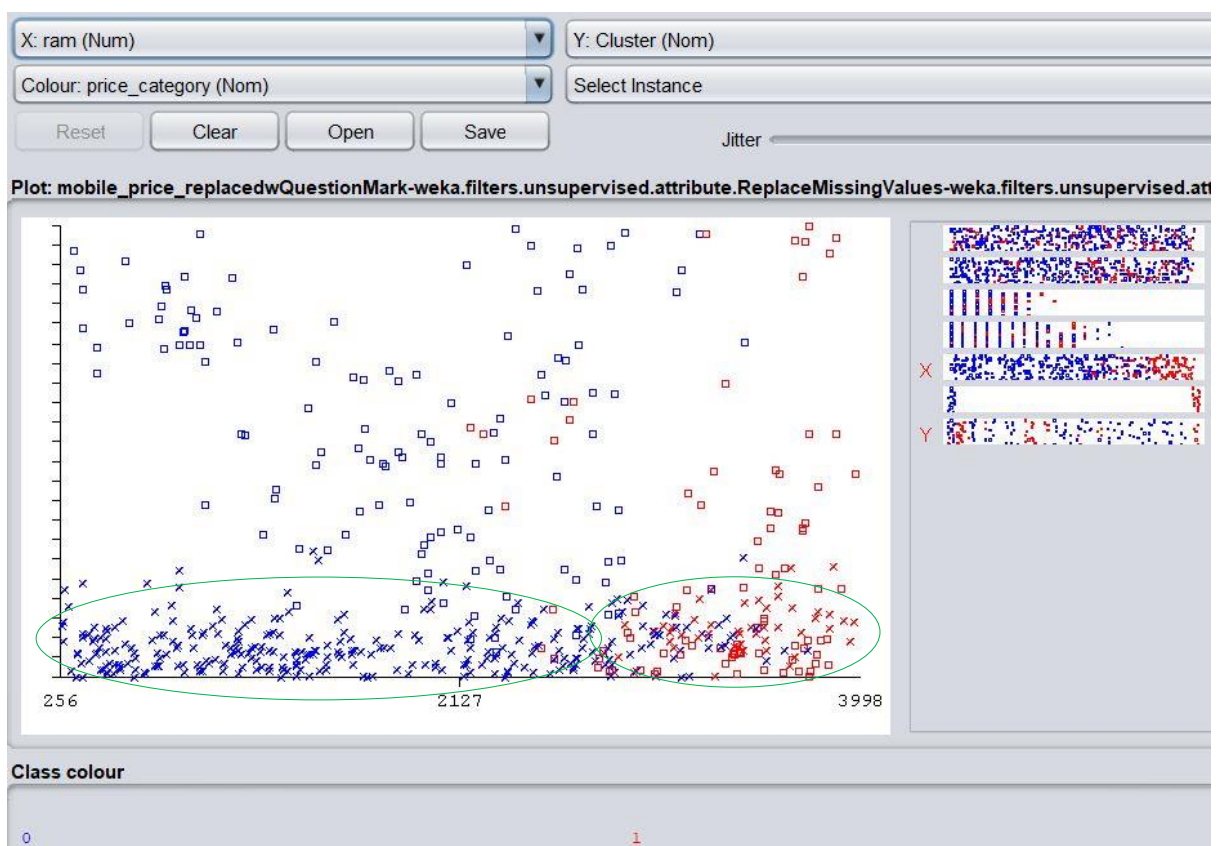 X: ram (Num)
Y: Cluster (Nom)
Colour: price_category (Nom)
Select Instance
Reset
Clear
Open
Save
Jitter
Plot: mobile_price_replacedwQuestionMark-weka.filters.unsupervised.attribute.ReplaceMissingValues-weka.filters.unsupervised.att
X
Y
256
2127
3998
Class colour
0
1